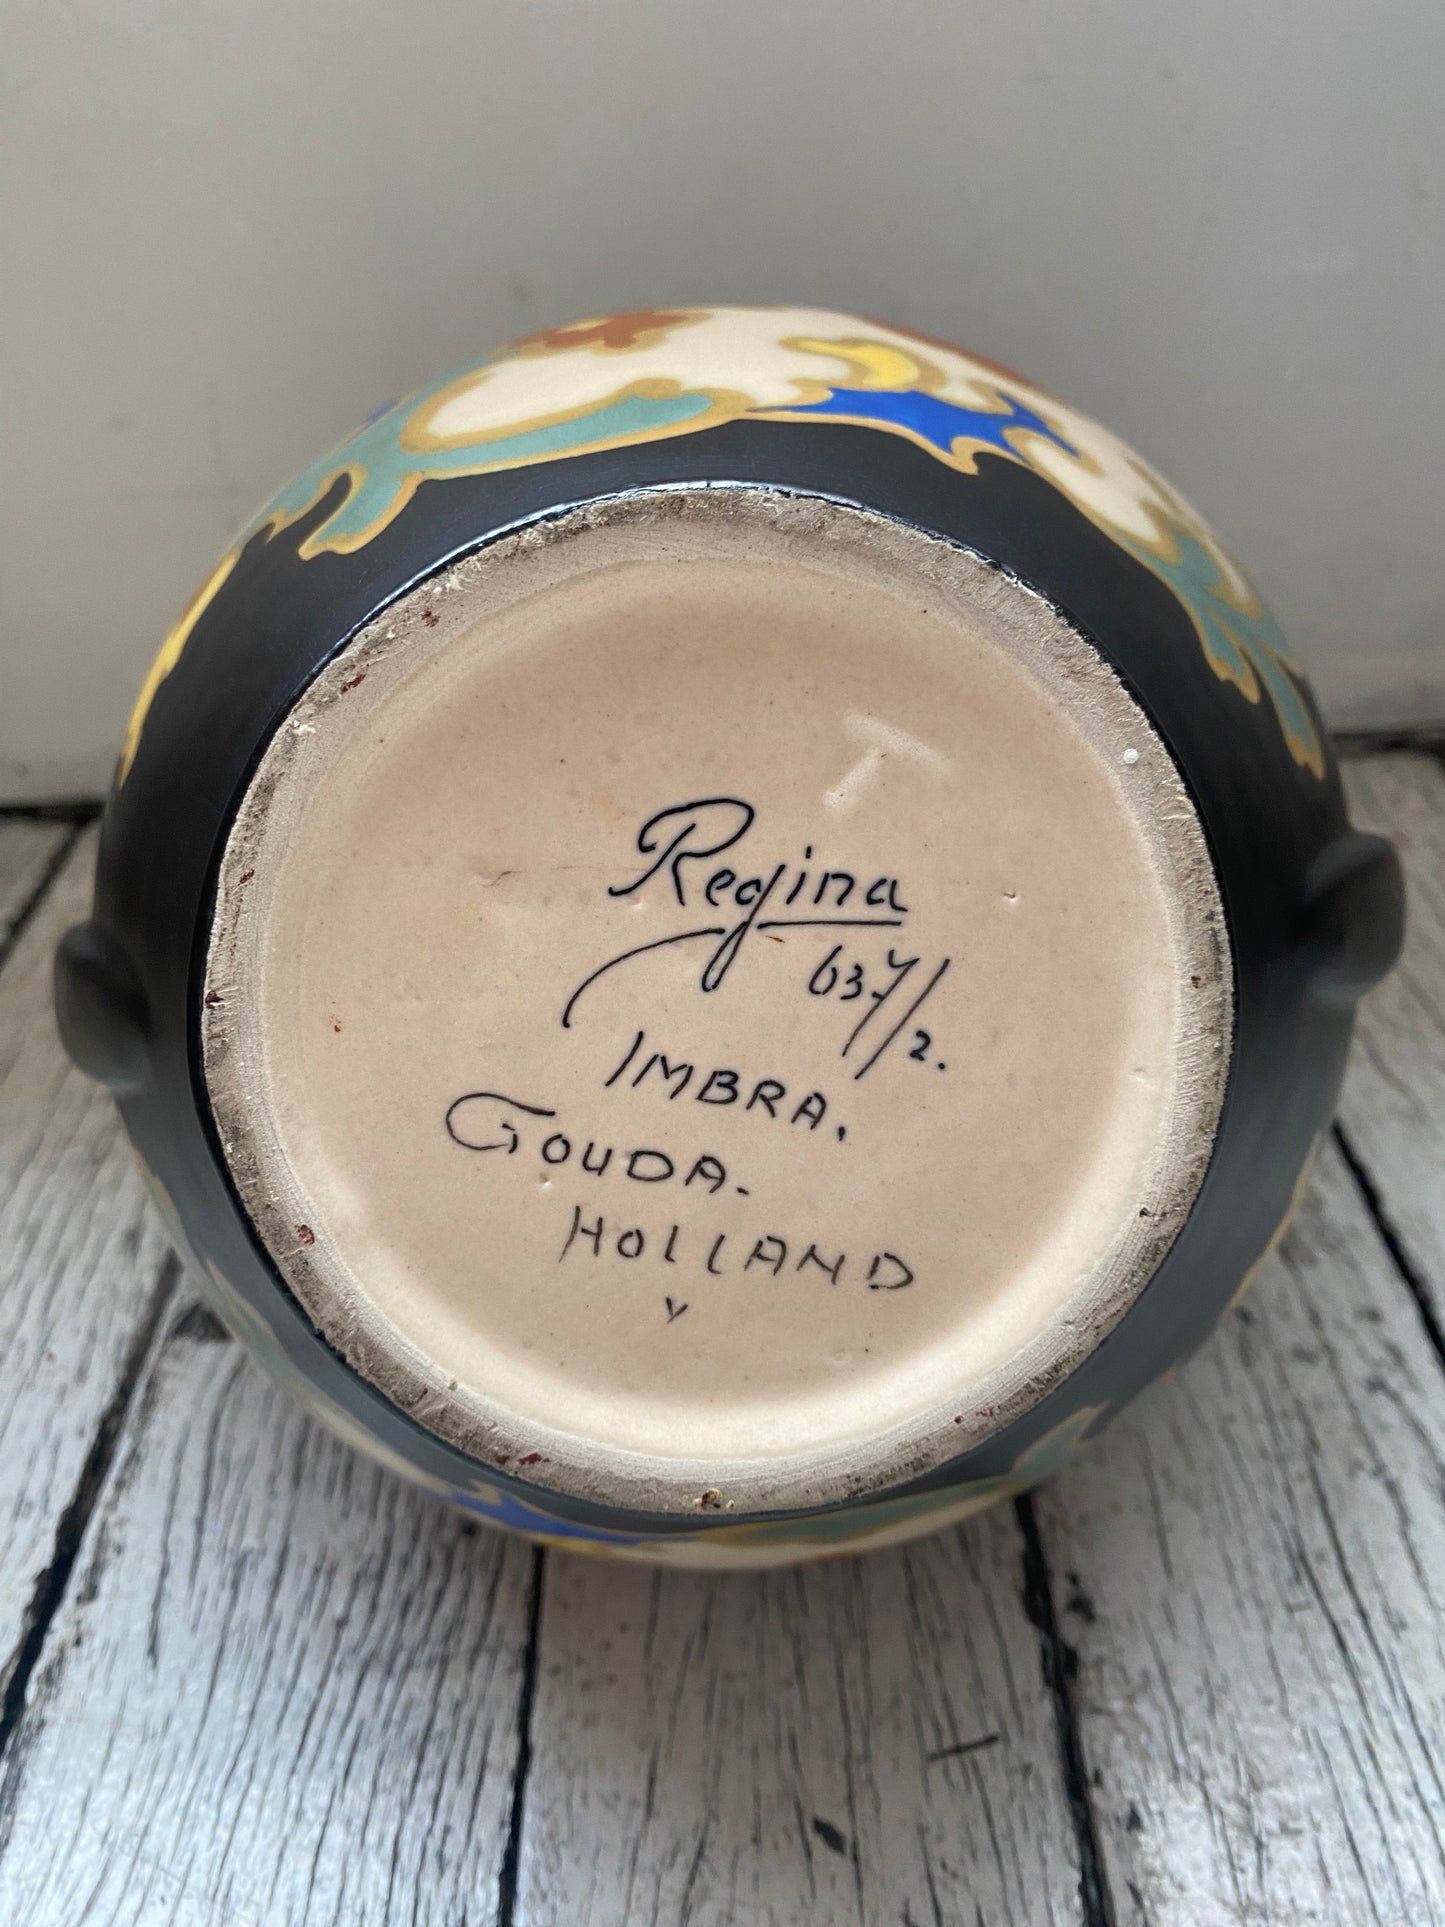 T
Regina
637/2.
IMBRA.
GOUDA.
HOLLAND
v